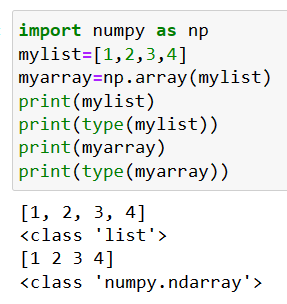 import numpy as np
mylist=[1,2,3,4]
myarray=np.array(mylist)
print(mylist)
print(type(mylist))
print(myarray)
print(type(myarray))
[1, 2, 3, 4]
<class 'list'>
[1 2 3 4]
<class 'numpy.ndarray'>